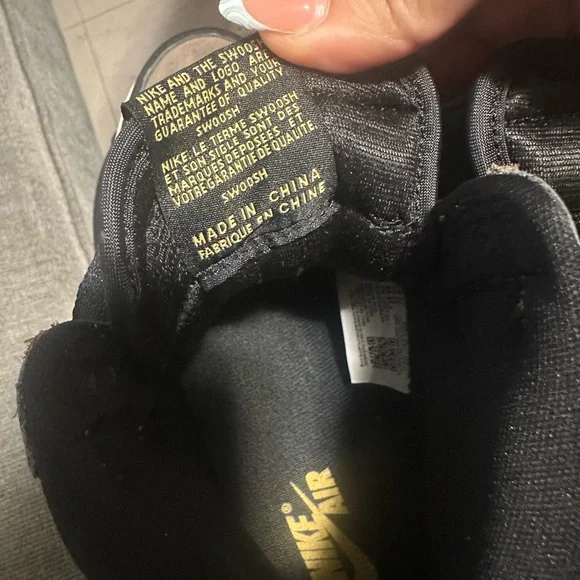 NIKE AND THE SWOOSH
NAME AND LOGO ARE
TRADEMARKS AND YOUR
GUARANTEE OF QUALITY
SWOOSH
NIKE, LE TERME SWOOSH
ET SON SIGLE SONT DES
MARQUES DEPOSEES ET
VOTRE GARANTIE DE QUALITE.
SWOOSH
MADE IN CHINA
FABRIQUE EN CHINE
NIKE
AIR